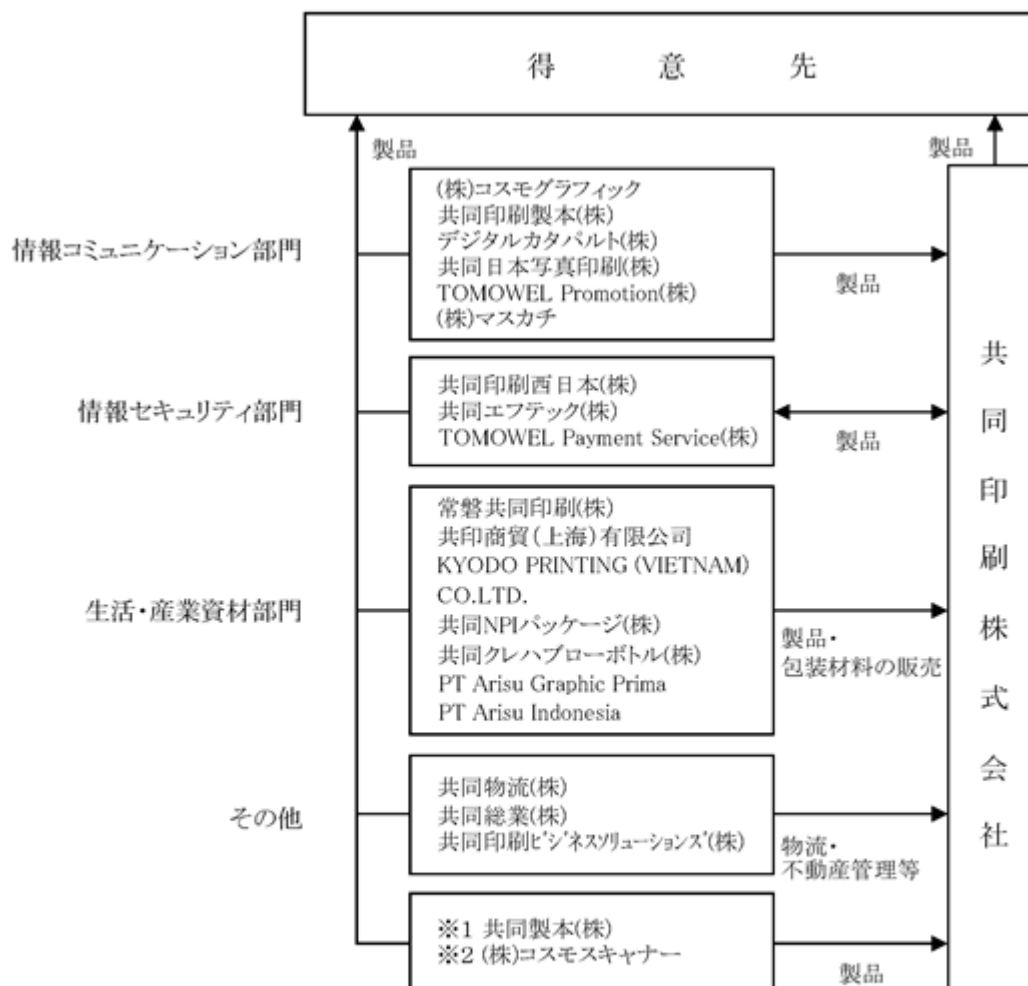 得意先
製品
製品
(株)コスモグラフィック
共同印刷製本(株)
デジタルカタパルト(株)
共同日本写真印刷(株)
TOMOWEL Promotion(株)
(株)マスカチ
情報コミュニケーション部門
製品
共同印刷西日本(株)
共同エフテック(株)
TOMOWEL Payment Service(株)
情報セキュリティ部門
製品
常磐共同印刷(株)
共印商貿(上海)有限公司
KYODO PRINTING (VIETNAM)
CO.LTD.
共同NPIパッケージ(株)
共同クレハブローボトル(株)
PT Arisu Graphic Prima
PT Arisu Indonesia
生活・産業資材部門
製品・
包装材料の販売
共同物流(株)
共同総業(株)
共同印刷ビジネスソリューションズ(株)
その他
物流・
不動産管理等
※1 共同製本(株)
※2 (株)コスモスキャナー
製品
共同印刷株式会社